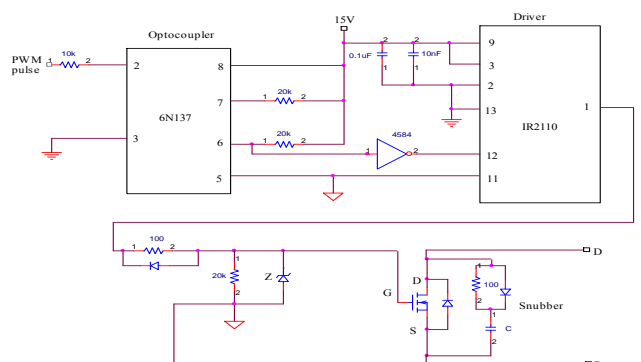 Driver
15V
Optocoupler
PWM
pulse
10k
1
2
2
8
9
0.1uF
2
1
10nF
2
1
3
2
7
20k
1
2
6N137
20k
1
2
13
1
IR2110
3
6
4584
1
2
12
5
11
100
1
2
20k
1
2
Z
D
D
G
S
1
100
2
Snubber
1
C
2